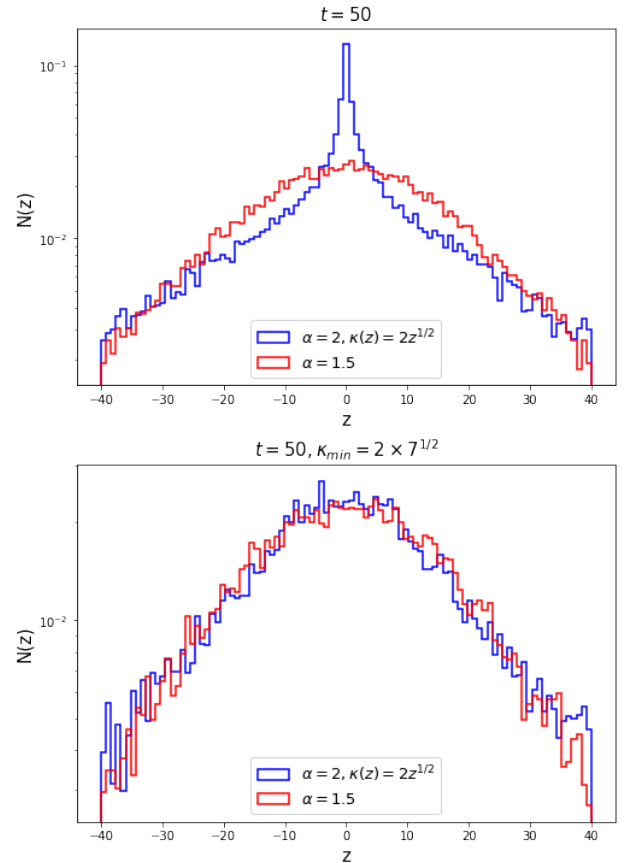 t = 50
N(z)
10⁻¹
10⁻²
α = 2, κ(z) = 2z^{1/2}
α = 1.5
−40 −30 −20 −10 0 10 20 30 40
z
t = 50, κ_{min} = 2 × 7^{1/2}
N(z)
10⁻²
α = 2, κ(z) = 2z^{1/2}
α = 1.5
−40 −30 −20 −10 0 10 20 30 40
z